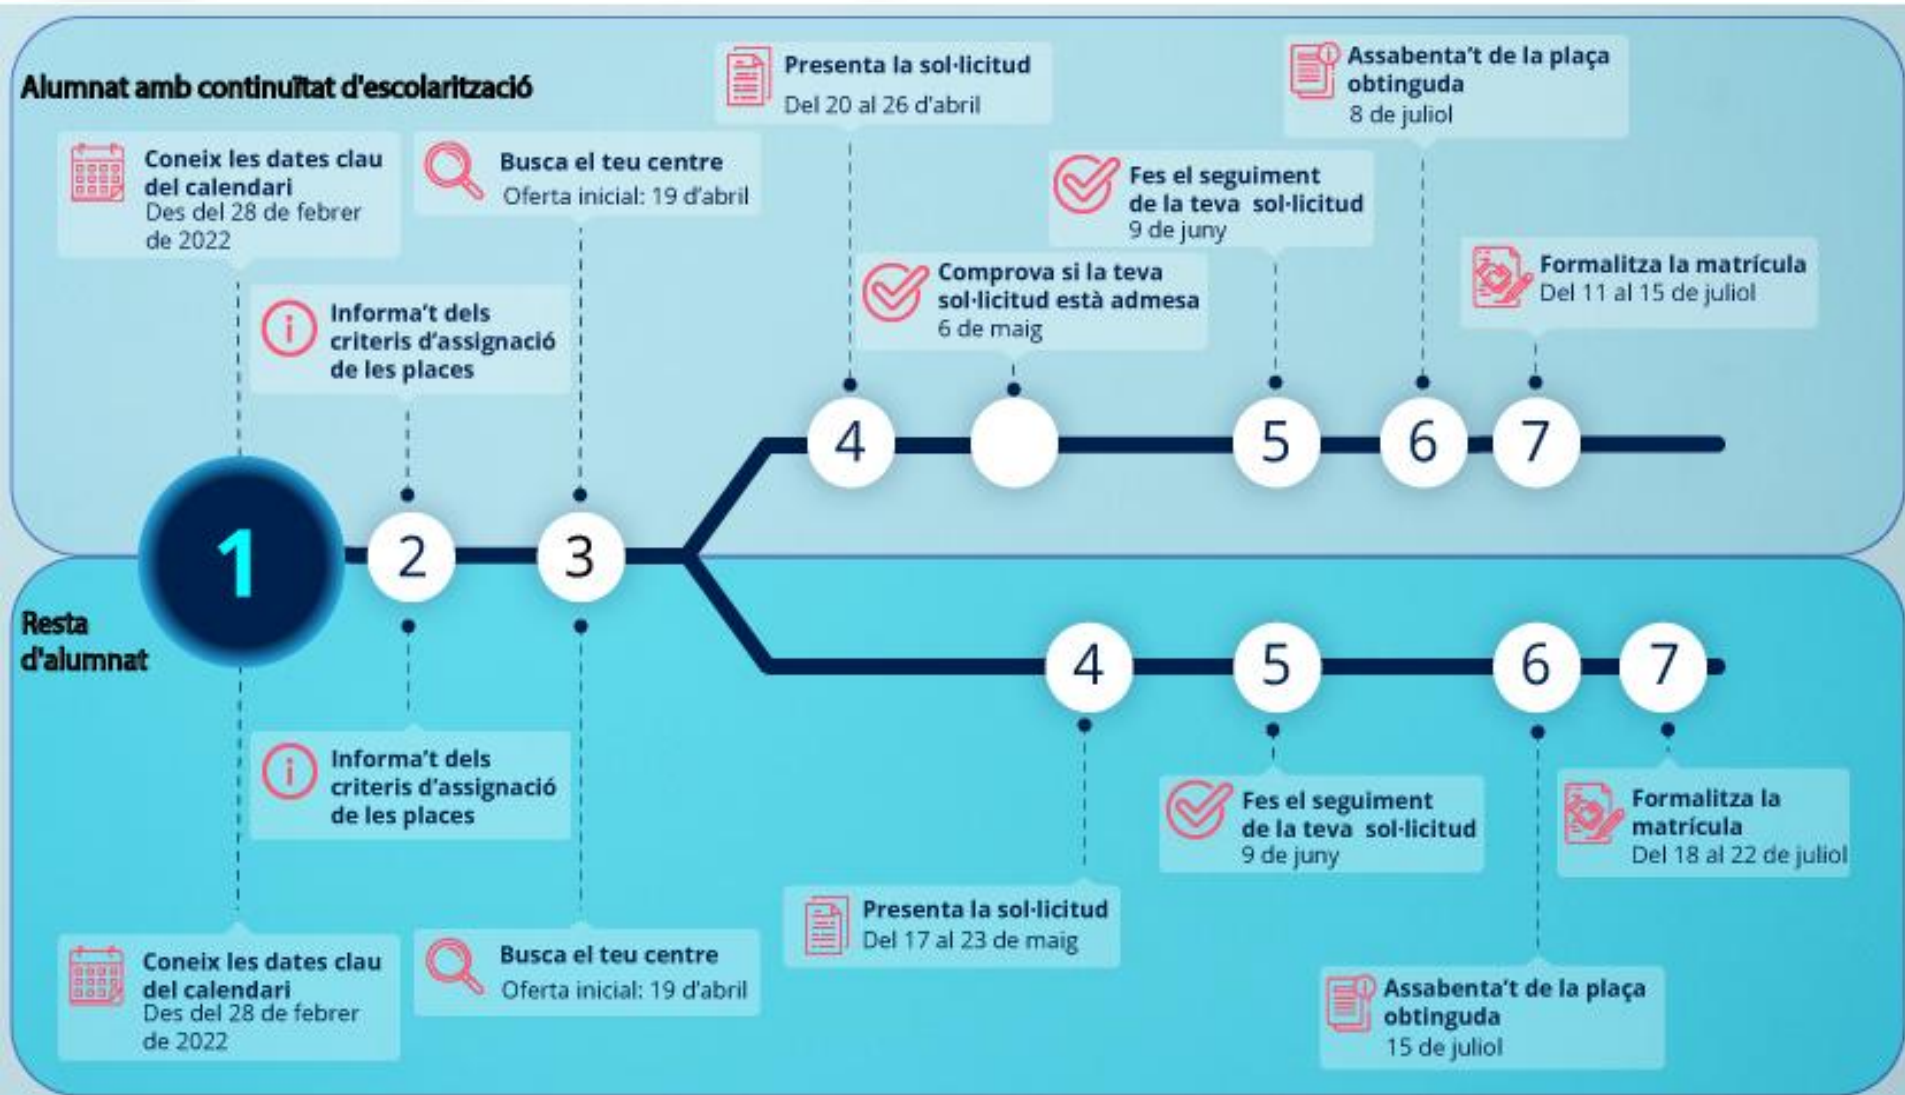 Alumnat amb continuïtat d'escolarització
Coneix les dates clau
del calendari
Des del 28 de febrer
de 2022
Informa't dels
criteris d'assignació
de les places
Busca el teu centre
Oferta inicial: 19 d'abril
Presenta la sol·licitud
Del 20 al 26 d'abril
Comprova si la teva
sol·licitud està admesa
6 de maig
Fes el seguiment
de la teva sol·licitud
9 de juny
Assabenta't de la plaça
obtinguda
8 de juliol
Formalitza la matrícula
Del 11 al 15 de juliol
4
5
6
7
1
2
3
Resta
d'alumnat
4
5
6
7
Coneix les dates clau
del calendari
Des del 28 de febrer
de 2022
Informa't dels
criteris d'assignació
de les places
Busca el teu centre
Oferta inicial: 19 d'abril
Presenta la sol·licitud
Del 17 al 23 de maig
Fes el seguiment
de la teva sol·licitud
9 de juny
Assabenta't de la plaça
obtinguda
15 de juliol
Formalitza la
matrícula
Del 18 al 22 de juliol